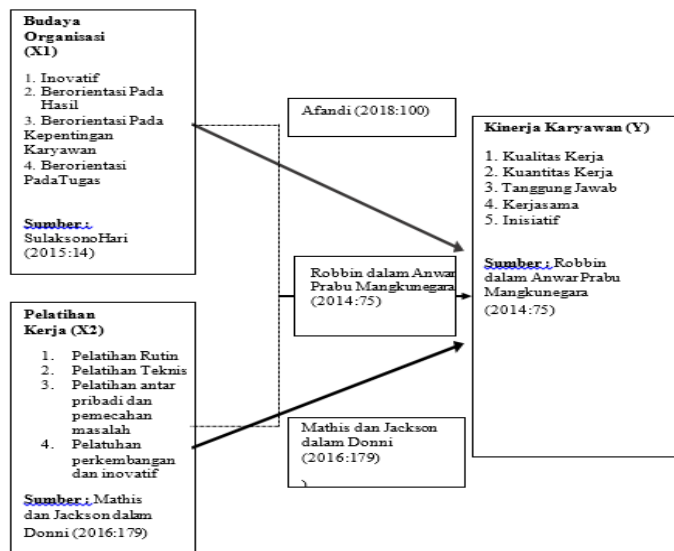 Budaya
Organisasi
(X1)
1. Inovatif
2. Berorientasi Pada
Hasil
3. Berorientasi Pada
Kepentingan
Karyawan
4. Berorientasi
PadaTugas
Sumber :
SulaksonoHari
(2015:14)
Pelatihan
Kerja (X2)
1. Pelatihan Rutin
2. Pelatihan Teknis
3. Pelatihan antar
pribadi dan
pemecahan
masalah
4. Pelatuhan
perkembangan
dan inovatif
Sumber : Mathis
dan Jackson dalam
Donni (2016:179)
Afandi (2018:100)
Robbin dalam Anwar
Prabu Mangkunegara
(2014:75)
Mathis dan Jackson
dalam Donni
(2016:179)
)
Kinerja Karyawan (Y)
1. Kualitas Kerja
2. Kuantitas Kerja
3. Tanggung Jawab
4. Kerjasama
5. Inisiatif
Sumber : Robbin
dalam Anwar Prabu
Mangkunegara
(2014:75)